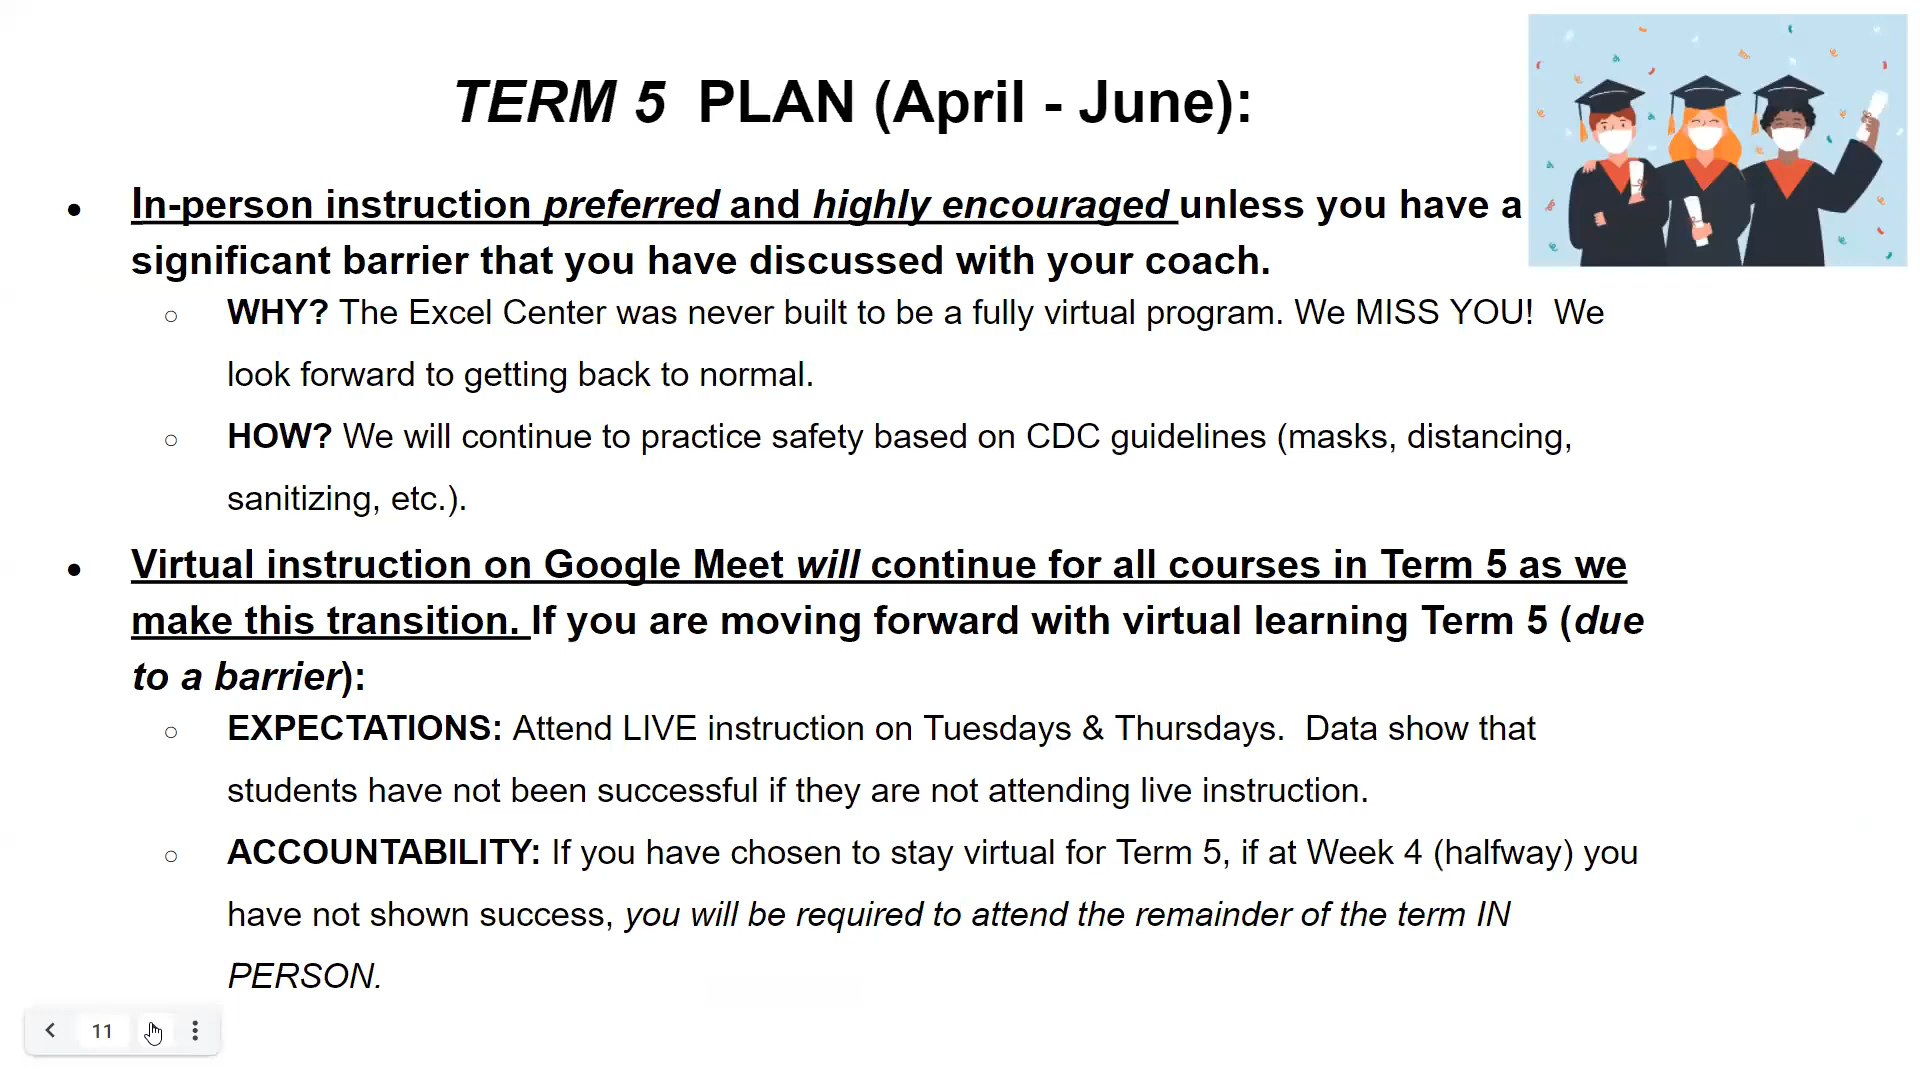 TERM 5 PLAN (April - June):
● In-person instruction preferred and highly encouraged unless you have a
significant barrier that you have discussed with your coach.
○ WHY? The Excel Center was never built to be a fully virtual program. We MISS YOU! We
look forward to getting back to normal.
○ HOW? We will continue to practice safety based on CDC guidelines (masks, distancing,
sanitizing, etc.).
● Virtual instruction on Google Meet will continue for all courses in Term 5 as we
make this transition. If you are moving forward with virtual learning Term 5 (due
to a barrier):
○ EXPECTATIONS: Attend LIVE instruction on Tuesdays & Thursdays. Data show that
students have not been successful if they are not attending live instruction.
○ ACCOUNTABILITY: If you have chosen to stay virtual for Term 5, if at Week 4 (halfway) you
have not shown success, you will be required to attend the remainder of the term IN
PERSON.
11